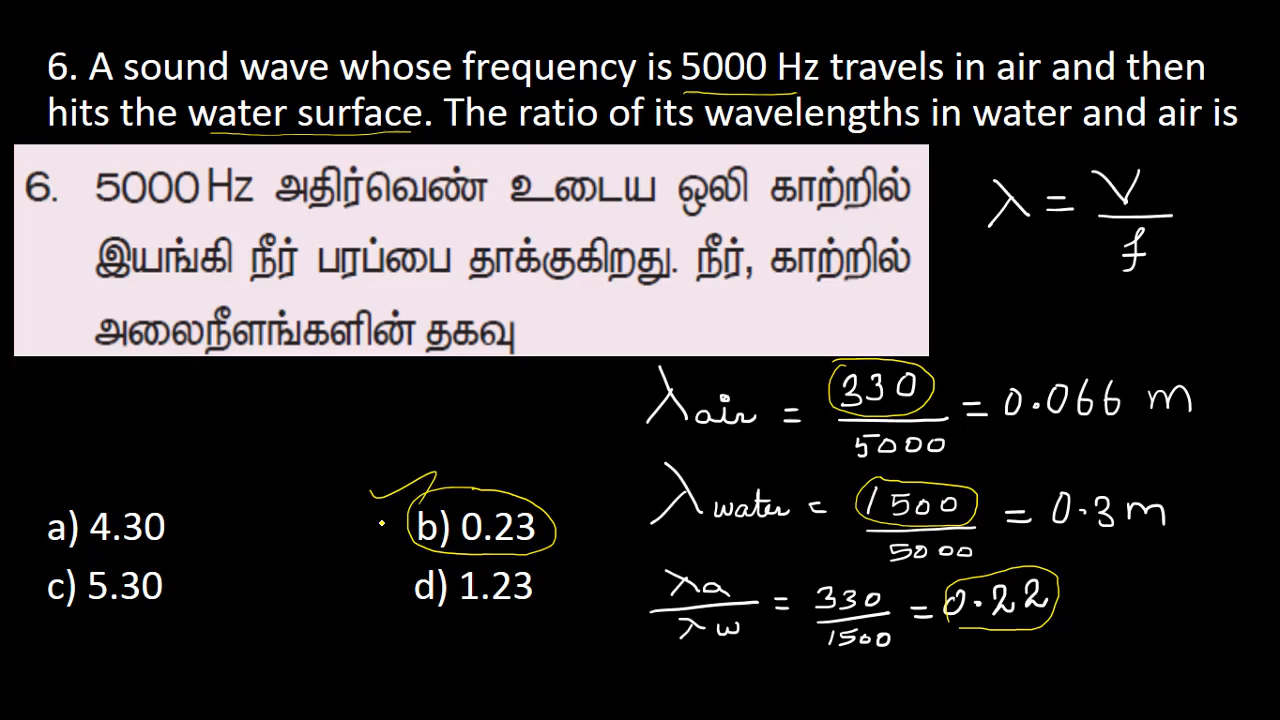 6. A sound wave whose frequency is 5000 Hz travels in air and then
hits the water surface. The ratio of its wavelengths in water and air is
6. 5000 Hz அதிர்வெண் உடைய ஒலி காற்றில்
இயங்கி நீர் பரப்பை தாக்குகிறது. நீர், காற்றில்
அலைநீளங்களின் தகவு
λ = V / f
λ air = 330 / 5000 = 0.066 m
λ water = 1500 / 5000 = 0.3 m
a) 4.30 b) 0.23
c) 5.30 d) 1.23
λa / λw = 330 / 1500 = 0.22